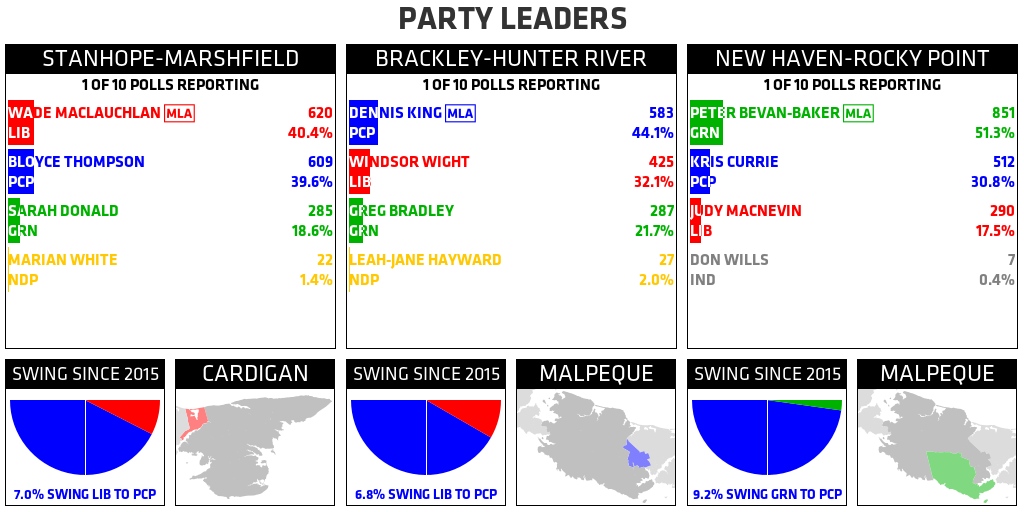 PARTY LEADERS
STANHOPE-MARSHFIELD
1 OF 10 POLLS REPORTING
WADE MACLAUCHLAN MLA 620
LIB 40.4%
BLOYCE THOMPSON 609
PCP 39.6%
SARAH DONALD 285
GRN 18.6%
MARIAN WHITE 22
NDP 1.4%
BRACKLEY-HUNTER RIVER
1 OF 10 POLLS REPORTING
DENNIS KING MLA 583
PCP 44.1%
WINDSOR WIGHT 425
LIB 32.1%
GREG BRADLEY 287
GRN 21.7%
LEAH-JANE HAYWARD 27
NDP 2.0%
NEW HAVEN-ROCKY POINT
1 OF 10 POLLS REPORTING
PETER BEVAN-BAKER MLA 851
GRN 51.3%
KRIS CURRIE 512
PCP 30.8%
JUDY MACNEVIN 290
LIB 17.5%
DON WILLS 7
IND 0.4%
SWING SINCE 2015
7.0% SWING LIB TO PCP
CARDIGAN
SWING SINCE 2015
6.8% SWING LIB TO PCP
MALPEQUE
SWING SINCE 2015
9.2% SWING GRN TO PCP
MALPEQUE